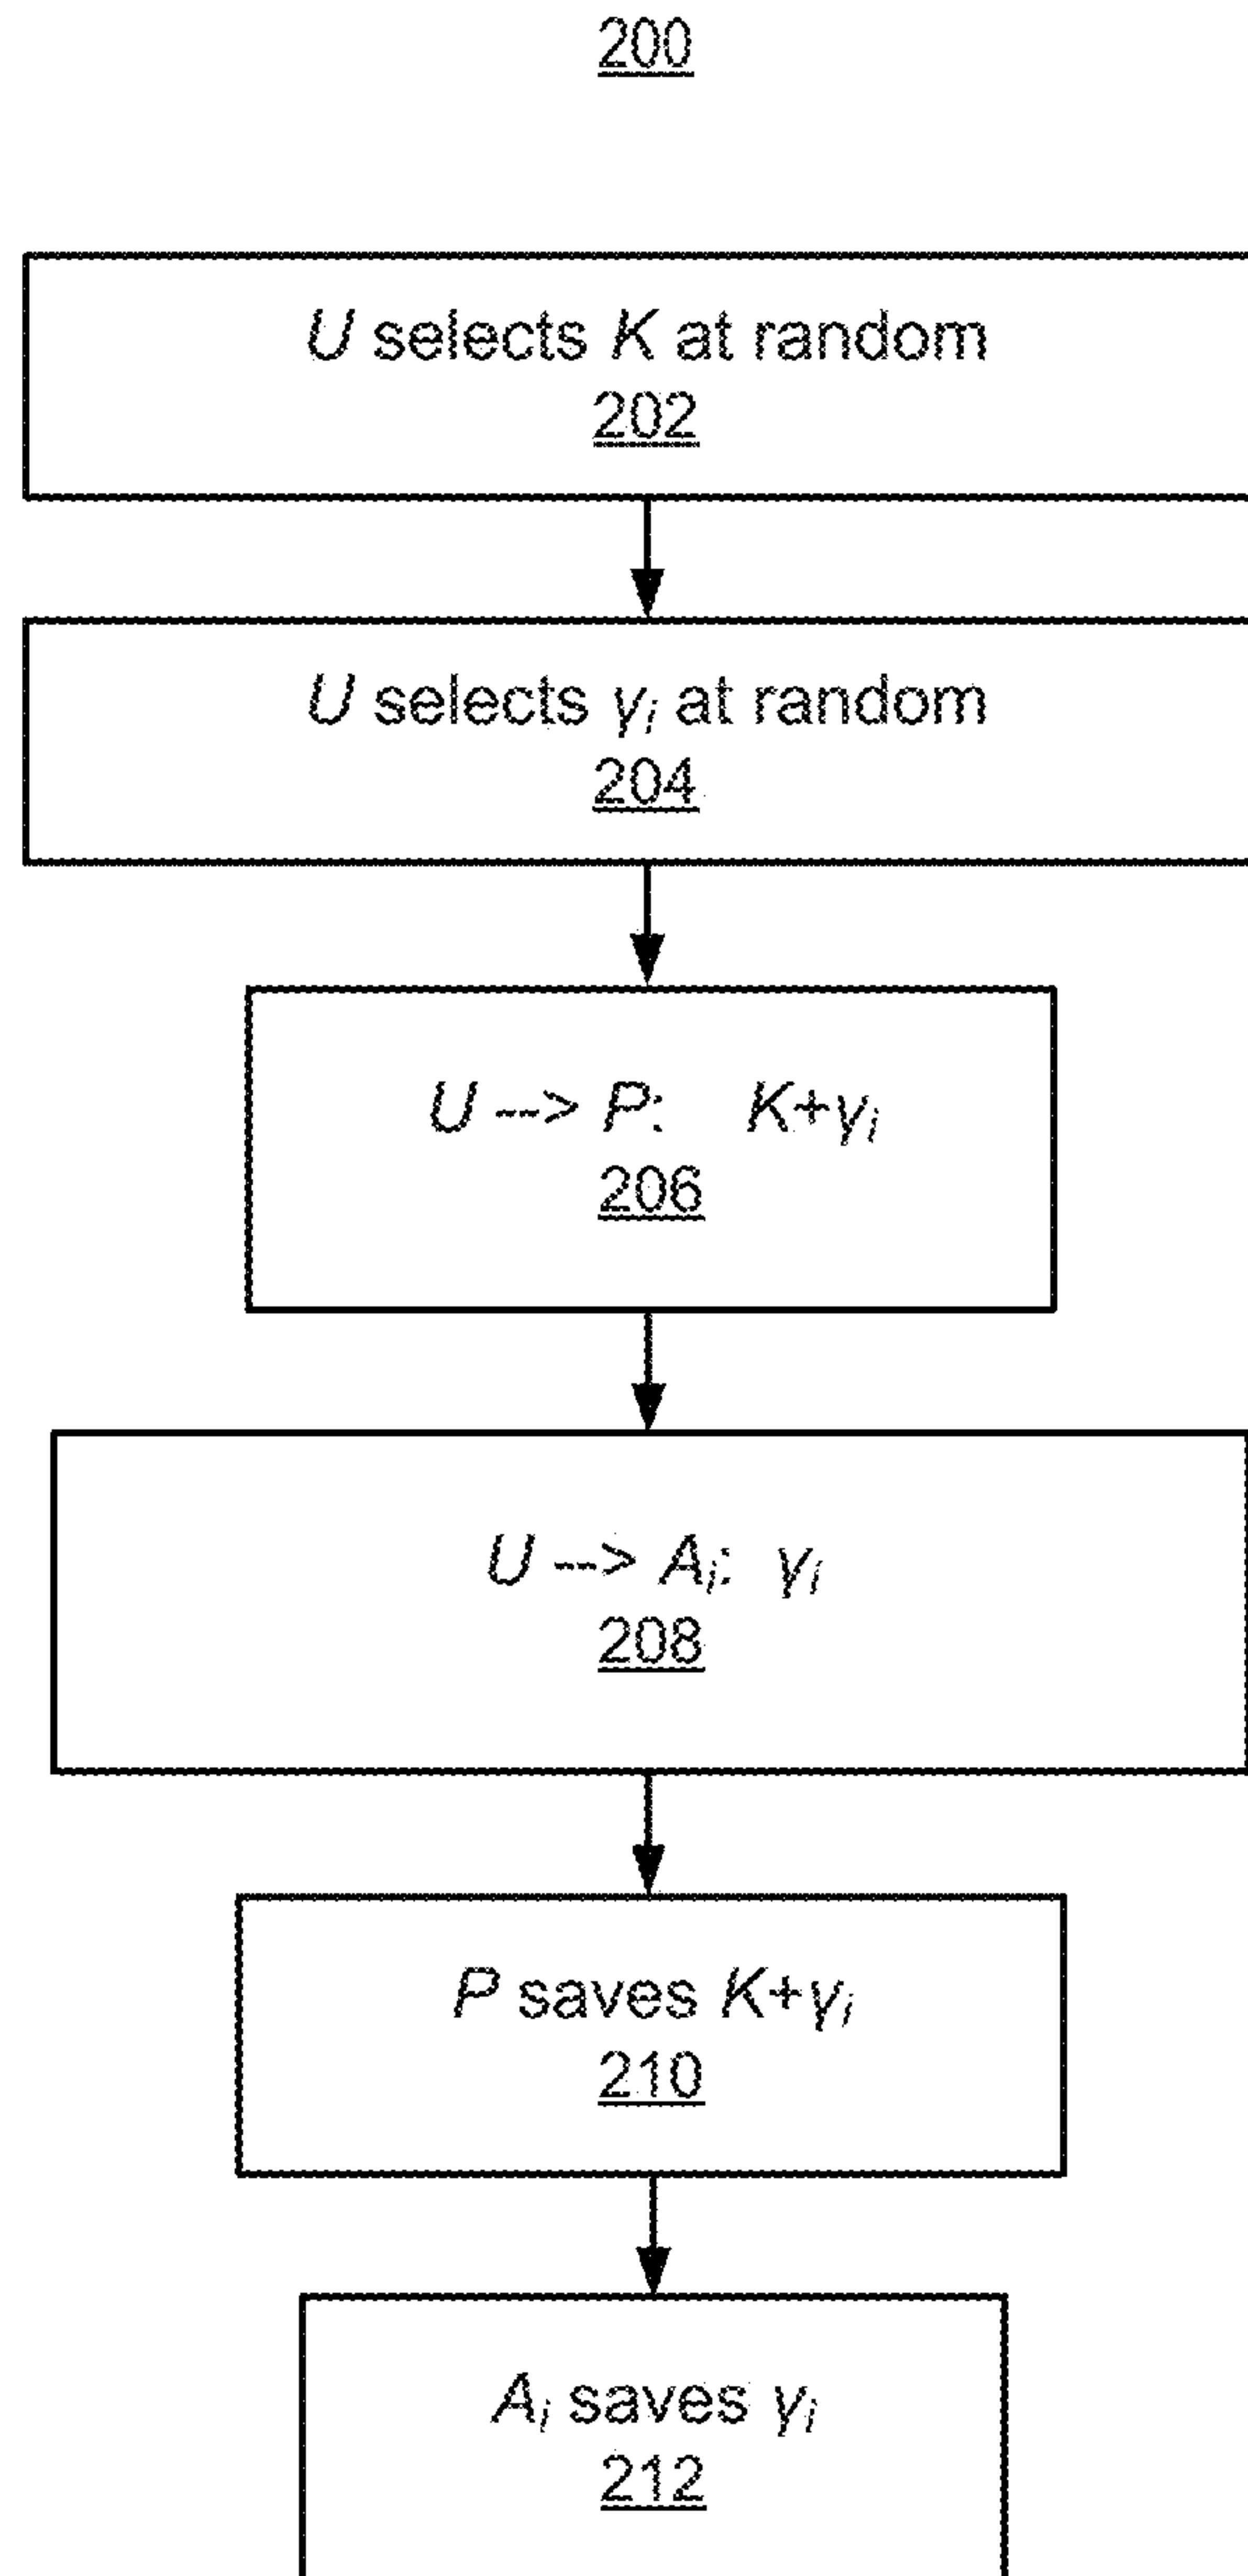 200
U selects K at random
202
U selects γi at random
204
U --> P: K+γi
206
U --> Ai: γi
208
P saves K+γi
210
Ai saves γi
212